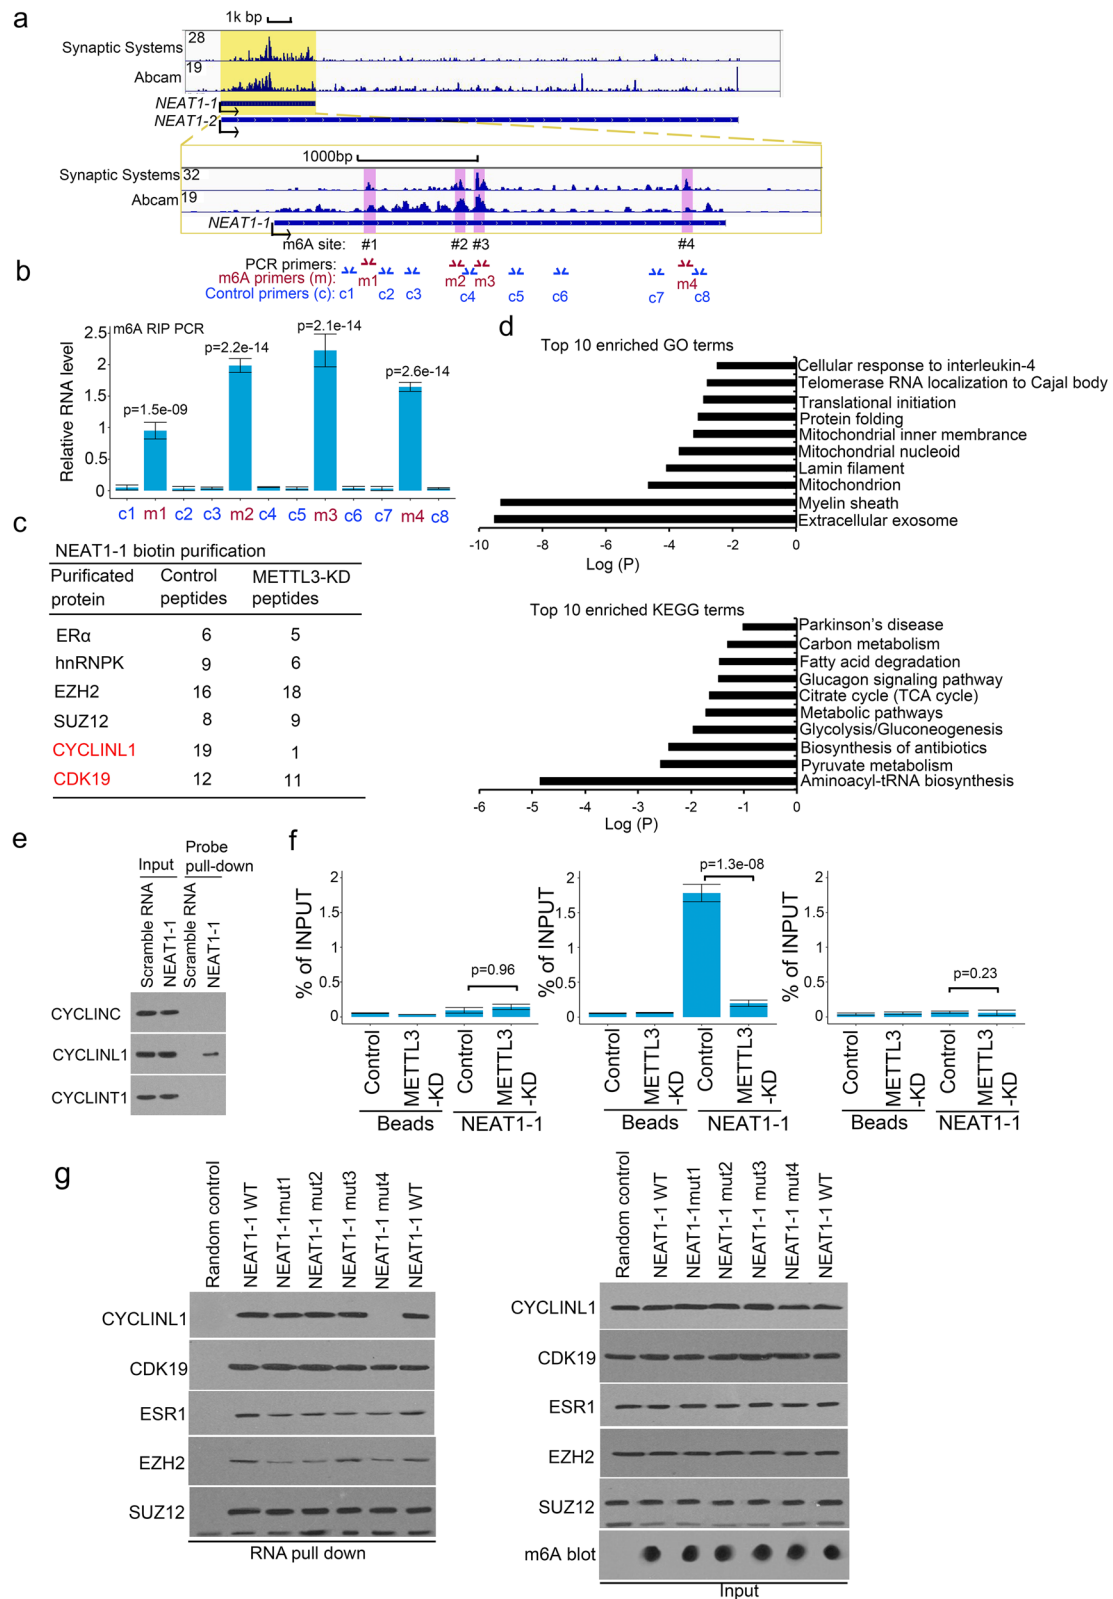 a
1k bp
Synaptic Systems
28
Abcam
19
NEAT1-1
NEAT1-2
1000bp
Synaptic Systems
32
Abcam
19
NEAT1-1
m6A site: #1 #2 #3 #4
PCR primers:
m6A primers (m): m1 m2 m3 m4
Control primers (c): c1 c2 c3 c4 c5 c6 c7 c8
b
m6A RIP PCR
Relative RNA level
2.5
2
1.5
1
0.5
0
p=1.5e-09
p=2.2e-14
p=2.1e-14
p=2.6e-14
c1 m1 c2 c3 m2 c4 c5 m3 c6 c7 m4 c8
c
NEAT1-1 biotin purification
Purificated protein
Control peptides
METTL3-KD peptides
ERα 6 5
hnRNPK 9 6
EZH2 16 18
SUZ12 8 9
CYCLINL1 19 1
CDK19 12 11
d
Top 10 enriched GO terms
Cellular response to interleukin-4
Telomerase RNA localization to Cajal body
Translational initiation
Protein folding
Mitochondrial inner membrance
Mitochondrial nucleoid
Lamin filament
Mitochondrion
Myelin sheath
Extracellular exosome
-10 -8 -6 -4 -2 0
Log (P)
Top 10 enriched KEGG terms
Parkinson's disease
Carbon metabolism
Fatty acid degradation
Glucagon signaling pathway
Citrate cycle (TCA cycle)
Metabolic pathways
Glycolysis/Gluconeogenesis
Biosynthesis of antibiotics
Pyruvate metabolism
Aminoacyl-tRNA biosynthesis
-6 -5 -4 -3 -2 -1 0
Log (P)
e
Input
Probe pull-down
Scramble RNA
NEAT1-1
Scramble RNA
NEAT1-1
CYCLINC
CYCLINL1
CYCLINT1
f
% of INPUT
2
1.5
1
0.5
0
p=0.96
Control
METTL3 -KD
Control
METTL3 -KD
Beads
NEAT1-1
% of INPUT
2
1.5
1
0.5
0
p=1.3e-08
Control
METTL3 -KD
Control
METTL3 -KD
Beads
NEAT1-1
% of INPUT
2
1.5
1
0.5
0
p=0.23
Control
METTL3 -KD
Control
METTL3 -KD
Beads
NEAT1-1
g
Random control
NEAT1-1 WT
NEAT1-1mut1
NEAT1-1 mut2
NEAT1-1 mut3
NEAT1-1 mut4
NEAT1-1 WT
CYCLINL1
CDK19
ESR1
EZH2
SUZ12
RNA pull down
Random control
NEAT1-1 WT
NEAT1-1 mut1
NEAT1-1 mut2
NEAT1-1 mut3
NEAT1-1 mut4
NEAT1-1 WT
CYCLINL1
CDK19
ESR1
EZH2
SUZ12
m6A blot
Input